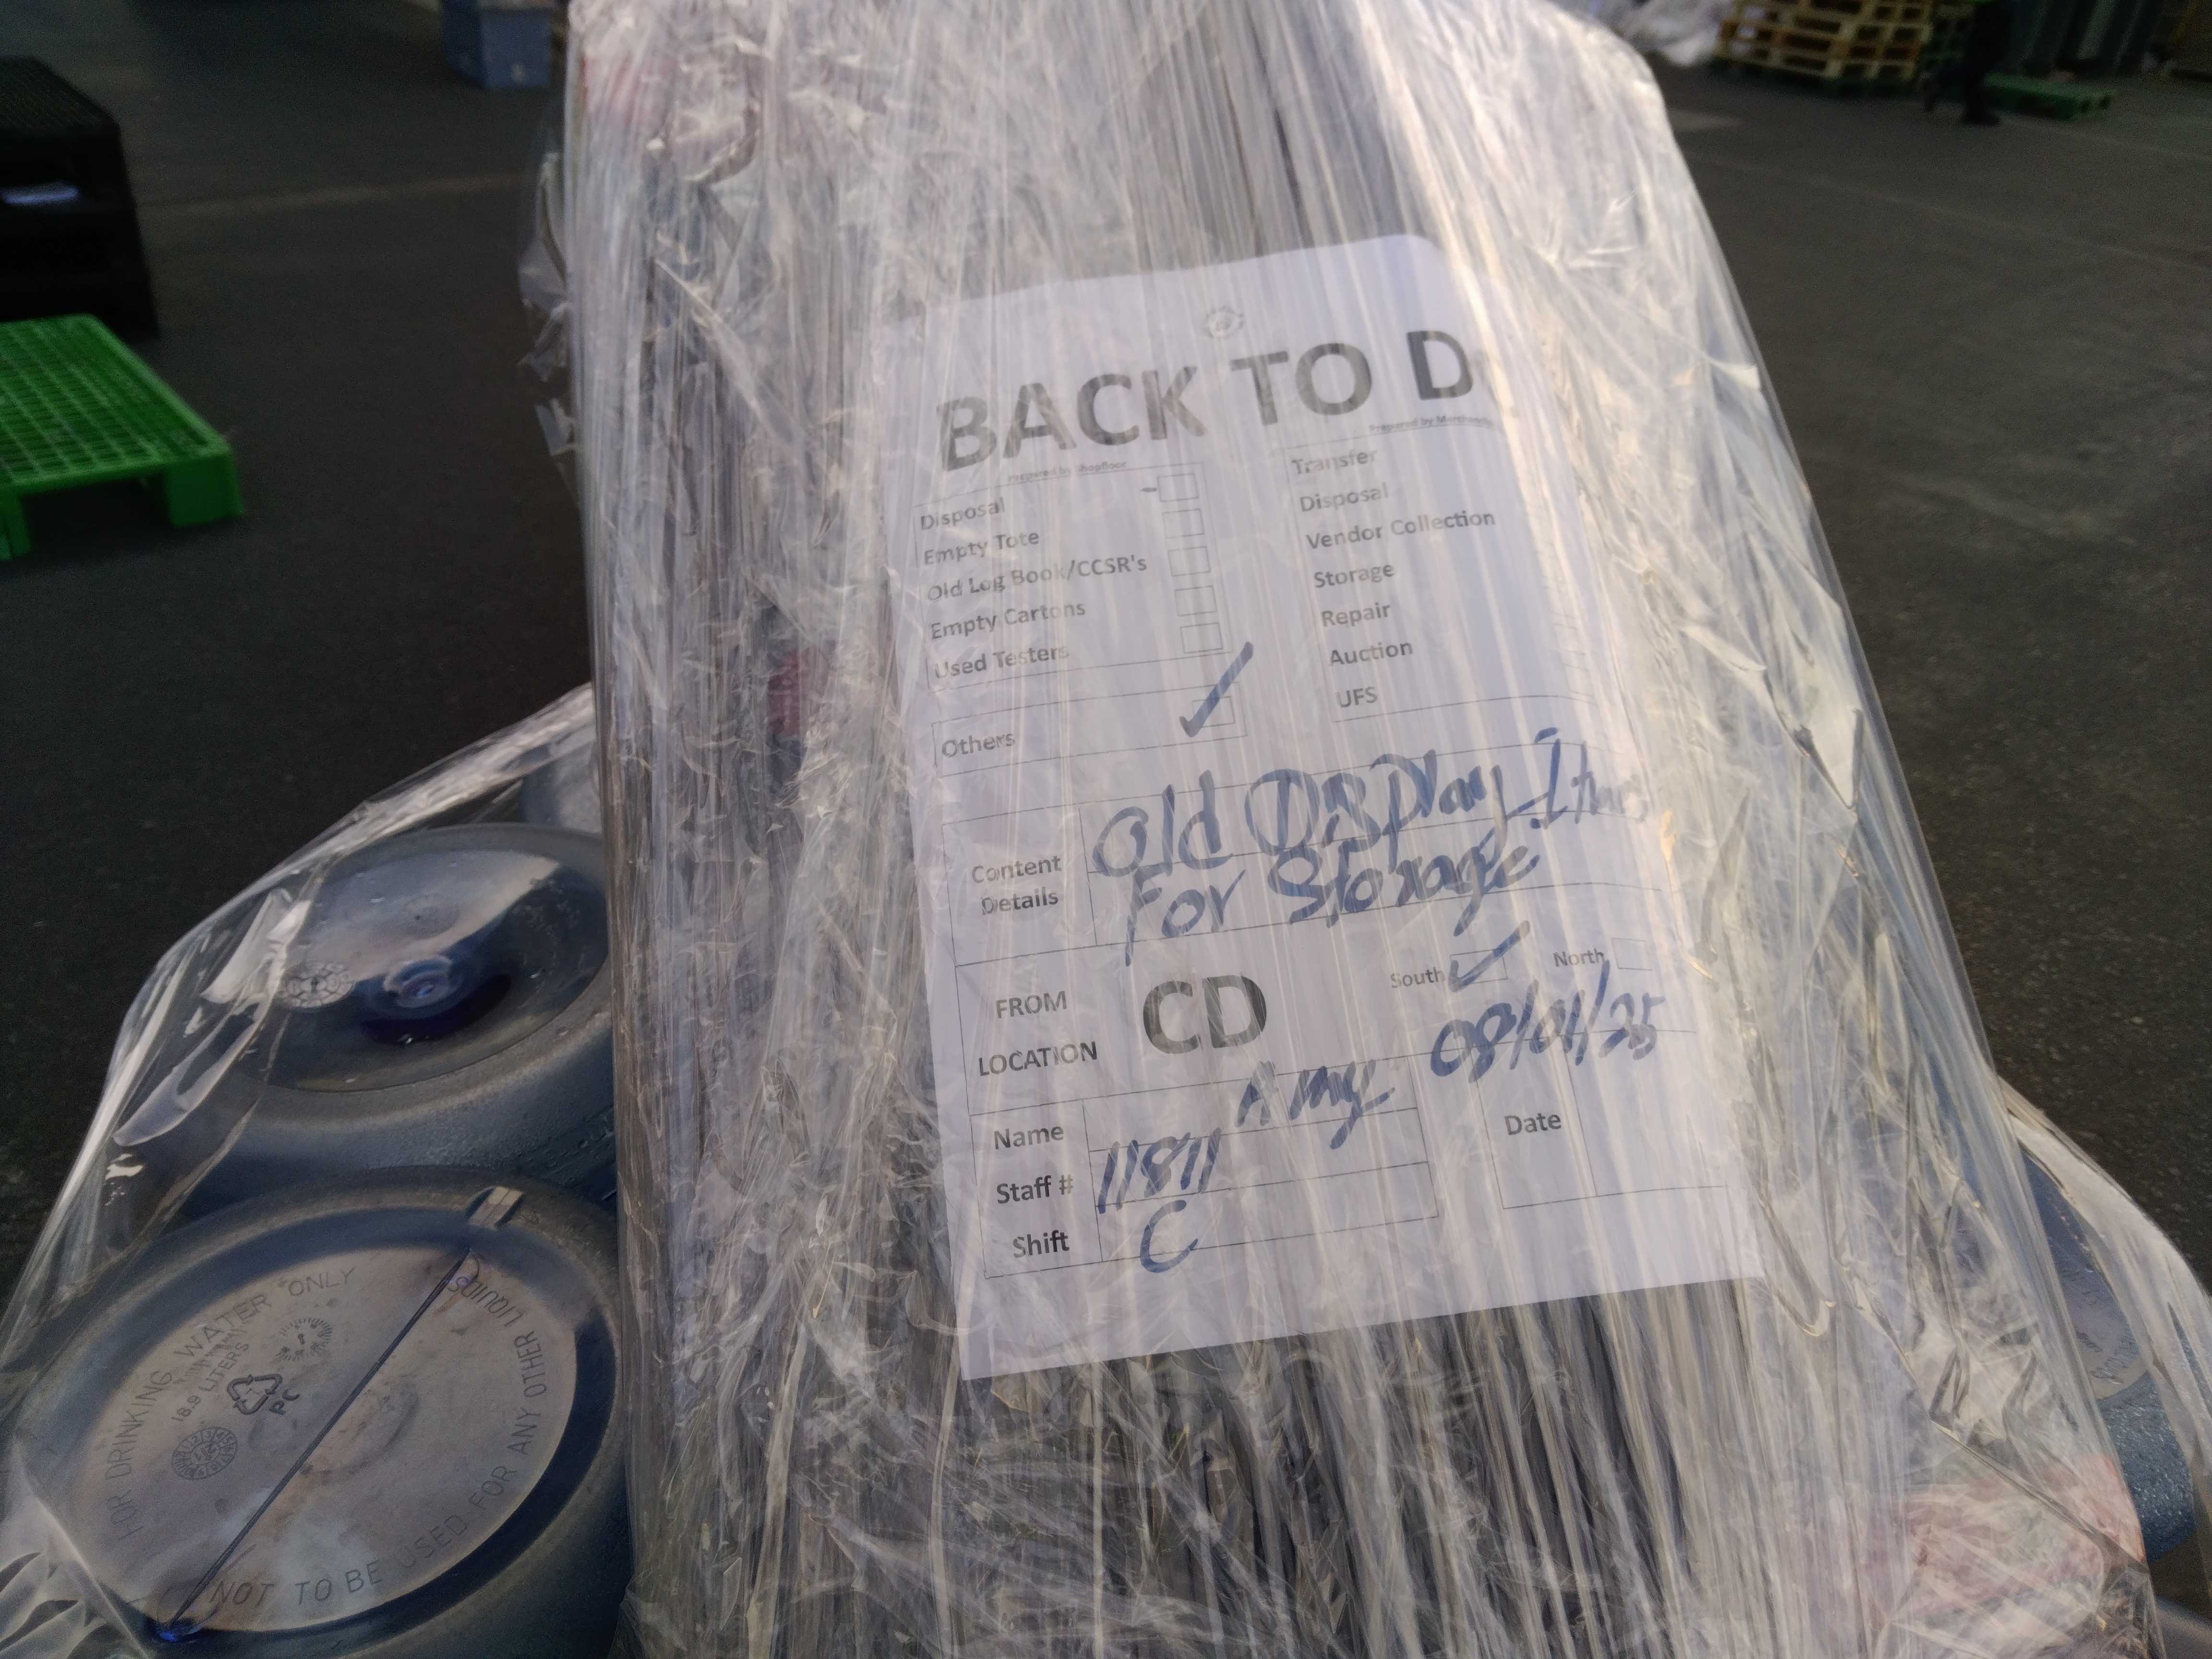 BACK TO D
Prepared by Shopfloor
Prepared by
Disposal
Empty Tote
Old Log Book/CCSR's
Empty Cartons
Used Testers
Others
Transfer
Disposal
Vendor Collection
Storage
Repair
Auction
UFS
Content Details
Old Display
For Storage
FROM LOCATION
CD
South
North
08/01/25
Name
Amy
Staff #
11811
Shift
C
Date
FOR DRINKING WATER ONLY
18.9 LITERS
PC
NOT TO BE USED FOR ANY OTHER LIQUIDS